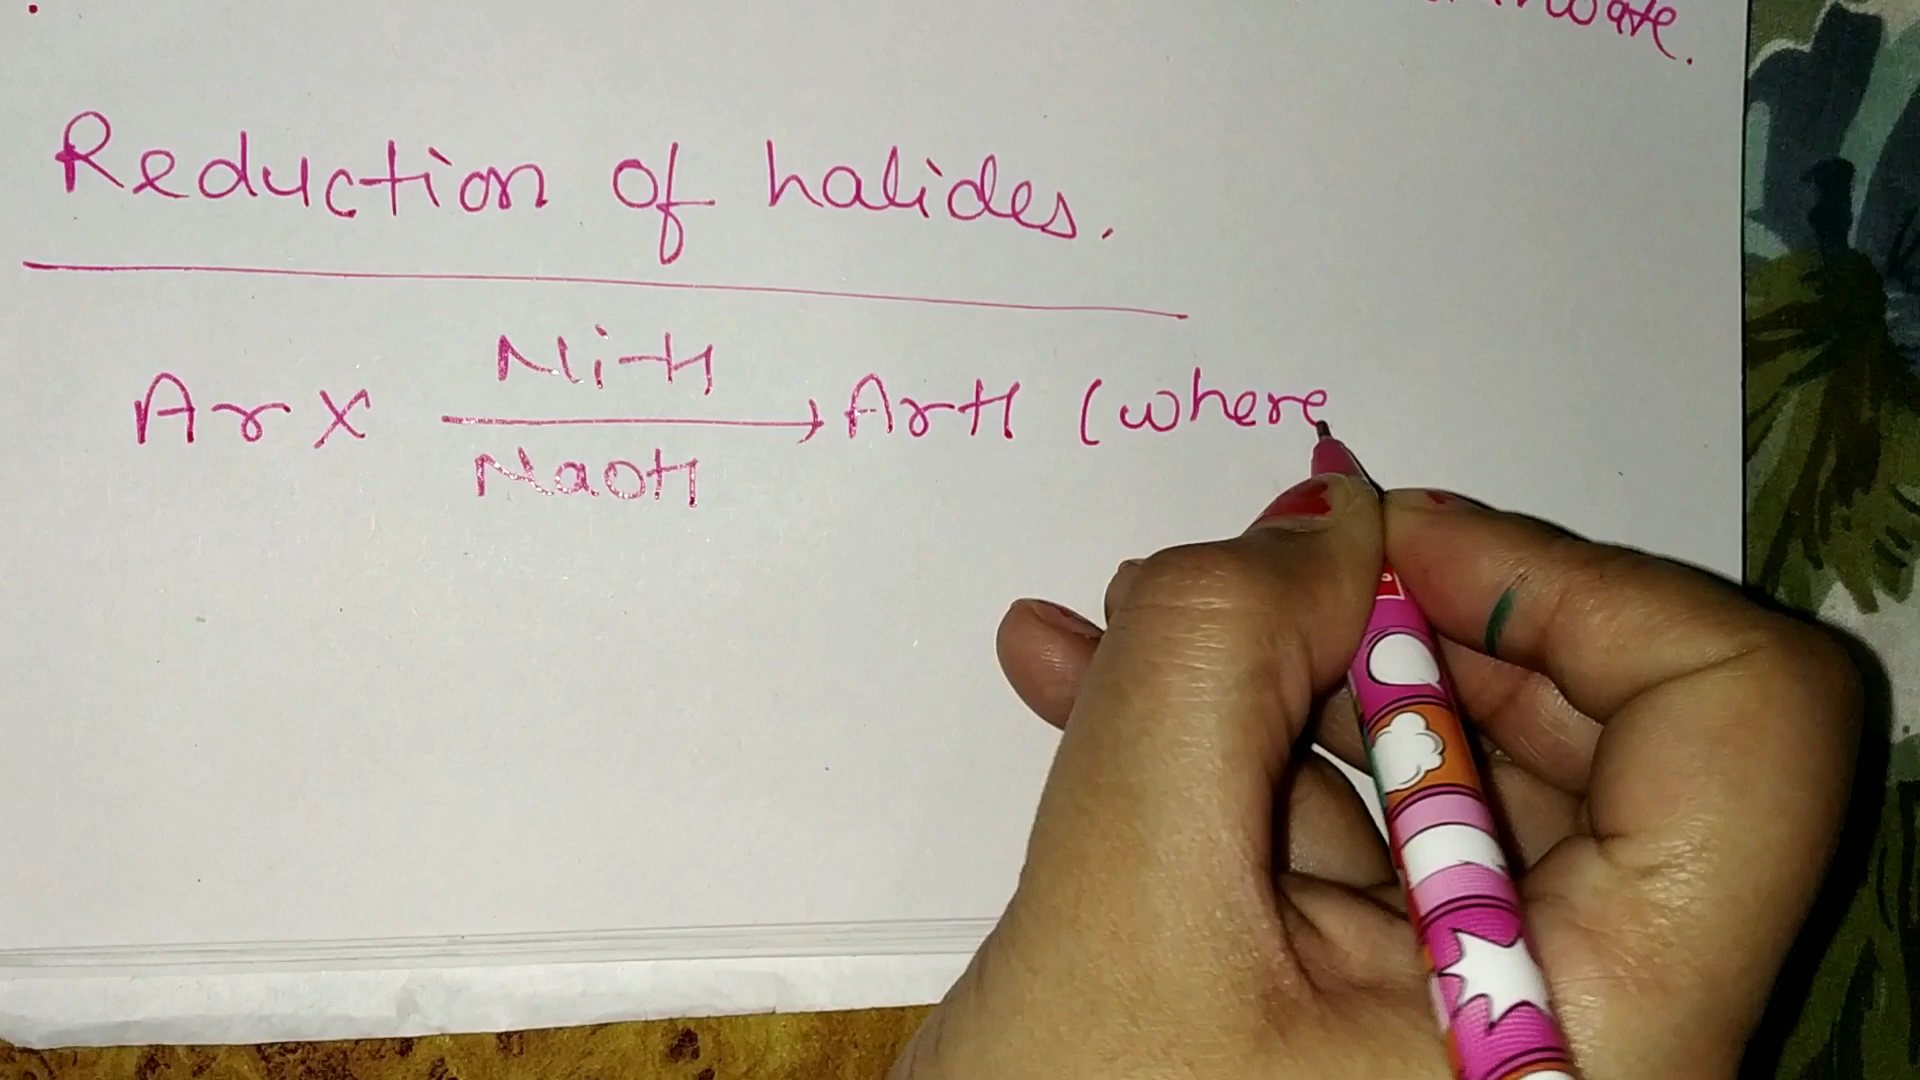 Reduction of halides.
Ni-H
ArX → ArH (where
NaOH